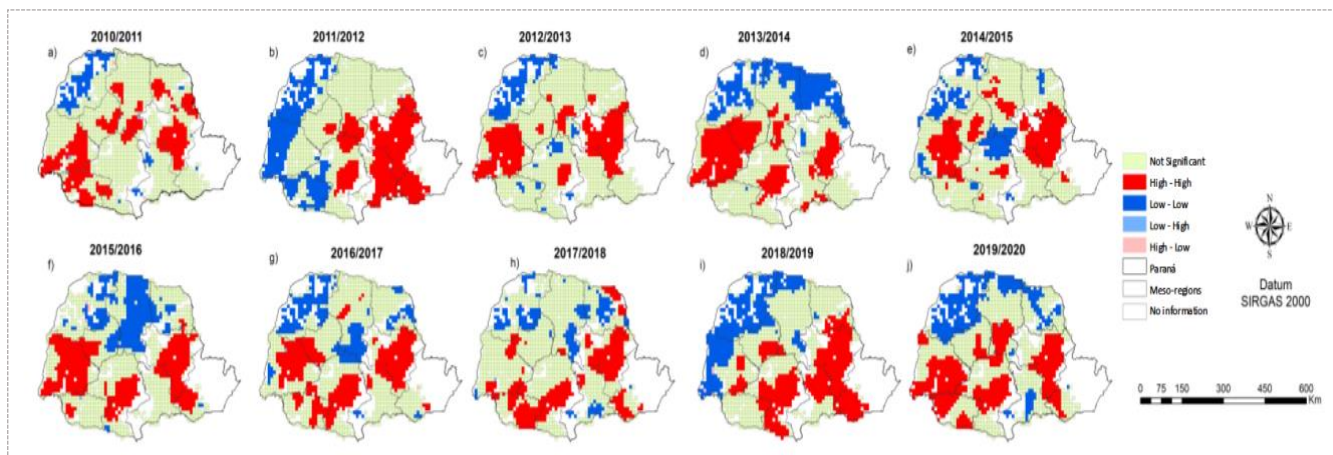 2010/2011
2011/2012
2012/2013
2013/2014
2014/2015
a)
b)
c)
d)
e)
Not Significant
High - High
Low - Low
Low - High
High - Low
Paraná
Meso-regions
No information
N
W E
S
Datum
SIRGAS 2000
2015/2016
2016/2017
2017/2018
2018/2019
2019/2020
f)
g)
h)
i)
j)
0 75 150 300 450 600
Km